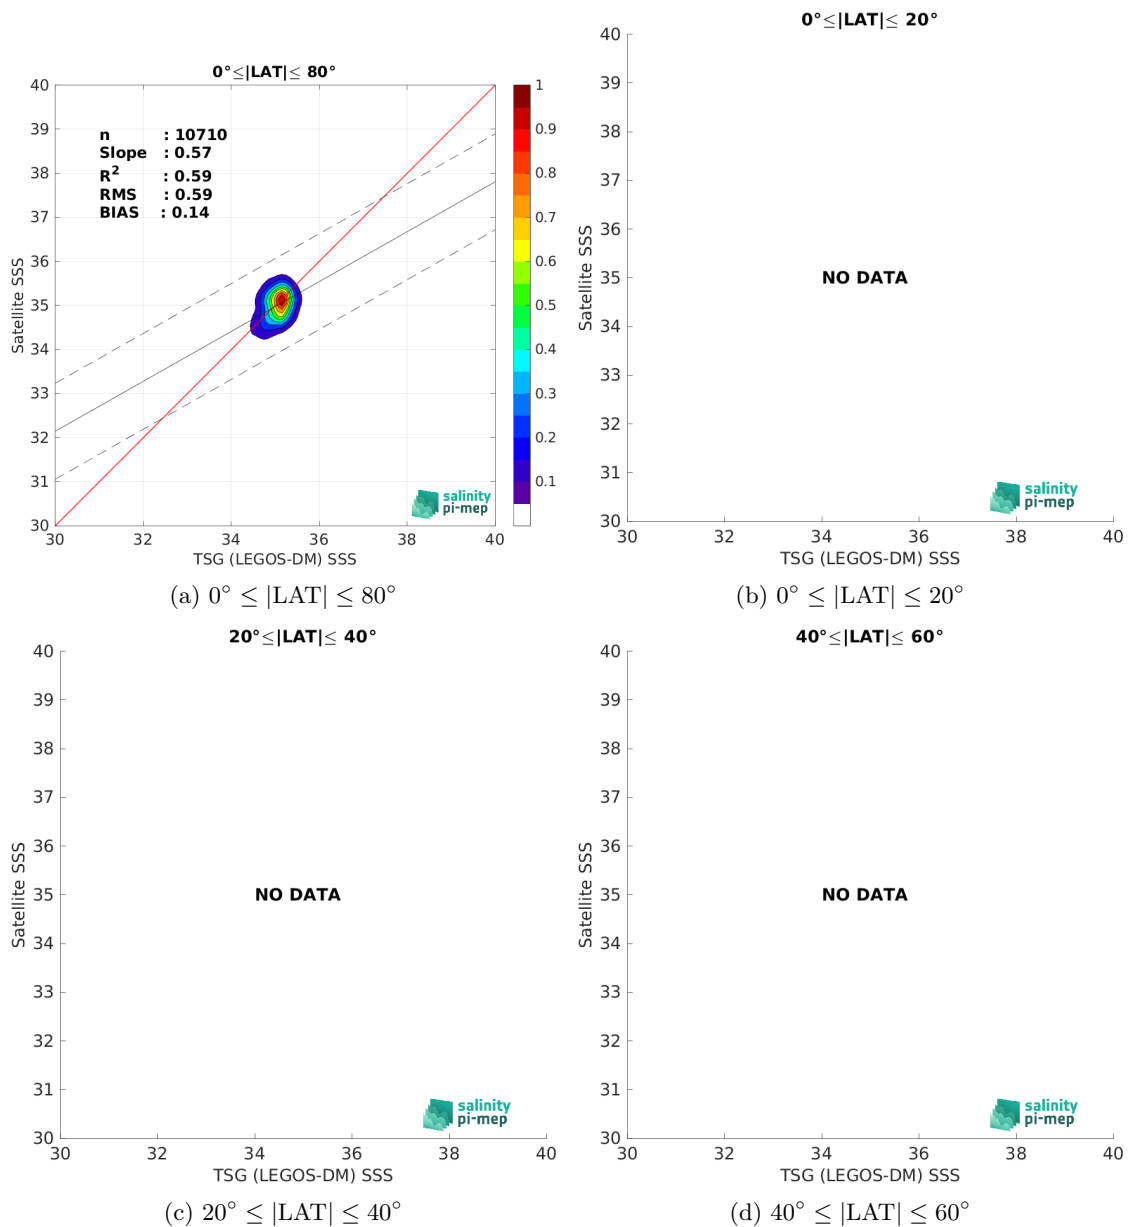 0°≤|LAT|≤ 80°
40
39
38
37
36
35
34
33
32
31
30
30
32
34
36
38
40
Satellite SSS
TSG (LEGOS-DM) SSS
n : 10710
Slope : 0.57
R² : 0.59
RMS : 0.59
BIAS : 0.14
1
0.9
0.8
0.7
0.6
0.5
0.4
0.3
0.2
0.1
salinity
pi-mep
(a) 0° ≤ |LAT| ≤ 80°
0°≤|LAT|≤ 20°
40
39
38
37
36
35
34
33
32
31
30
30
32
34
36
38
40
Satellite SSS
TSG (LEGOS-DM) SSS
NO DATA
salinity
pi-mep
(b) 0° ≤ |LAT| ≤ 20°
20°≤|LAT|≤ 40°
40
39
38
37
36
35
34
33
32
31
30
30
32
34
36
38
40
Satellite SSS
TSG (LEGOS-DM) SSS
NO DATA
salinity
pi-mep
(c) 20° ≤ |LAT| ≤ 40°
40°≤|LAT|≤ 60°
40
39
38
37
36
35
34
33
32
31
30
30
32
34
36
38
40
Satellite SSS
TSG (LEGOS-DM) SSS
NO DATA
salinity
pi-mep
(d) 40° ≤ |LAT| ≤ 60°